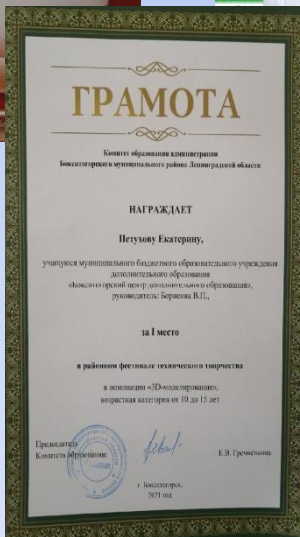 ГРАМОТА
Комитет образования администрации
Бокситогорского муниципального района Ленинградской области
НАГРАЖДАЕТ
Петухову Екатерину,
учащуюся муниципального бюджетного образовательного учреждения
дополнительного образования
«Бокситогорский центр дополнительного образования»,
руководитель: Борисова В.П.,
за I место
в районном фестивале технического творчества
в номинации «3D-моделирование»,
возрастная категория от 10 до 15 лет
Председатель
Комитета образования
Е.В. Гречнёвкина
г. Бокситогорск,
2021 год